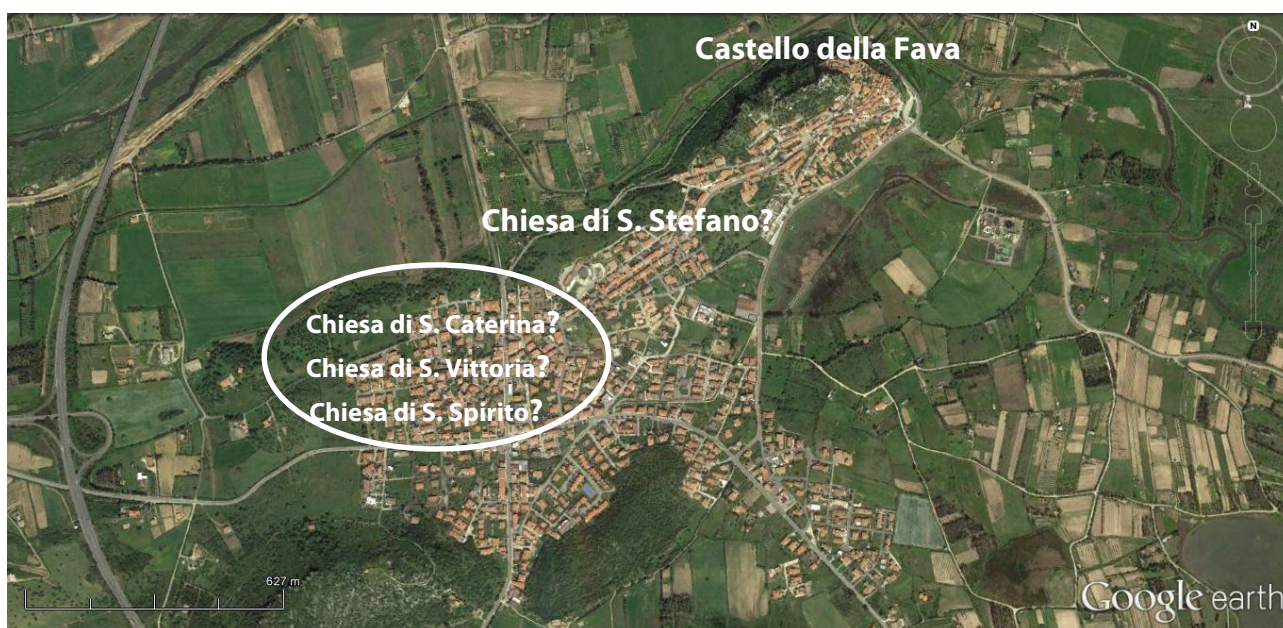 Castello della Fava
N
Chiesa di S. Stefano?
Chiesa di S. Caterina?
Chiesa di S. Vittoria?
Chiesa di S. Spirito?
627 m
Google earth